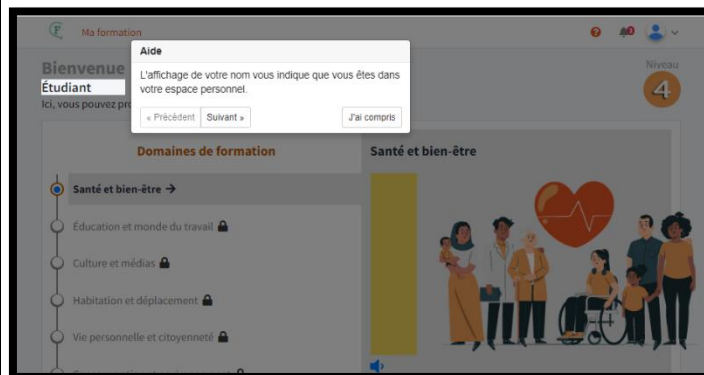 Ma formation
Aide
L'affichage de votre nom vous indique que vous êtes dans
votre espace personnel.
« Précédent
Suivant »
J'ai compris
Bienvenue
Étudiant
Ici, vous pouvez
Niveau
4
Domaines de formation
Santé et bien-être →
Éducation et monde du travail
Culture et médias
Habitation et déplacement
Vie personnelle et citoyenneté
Santé et bien-être